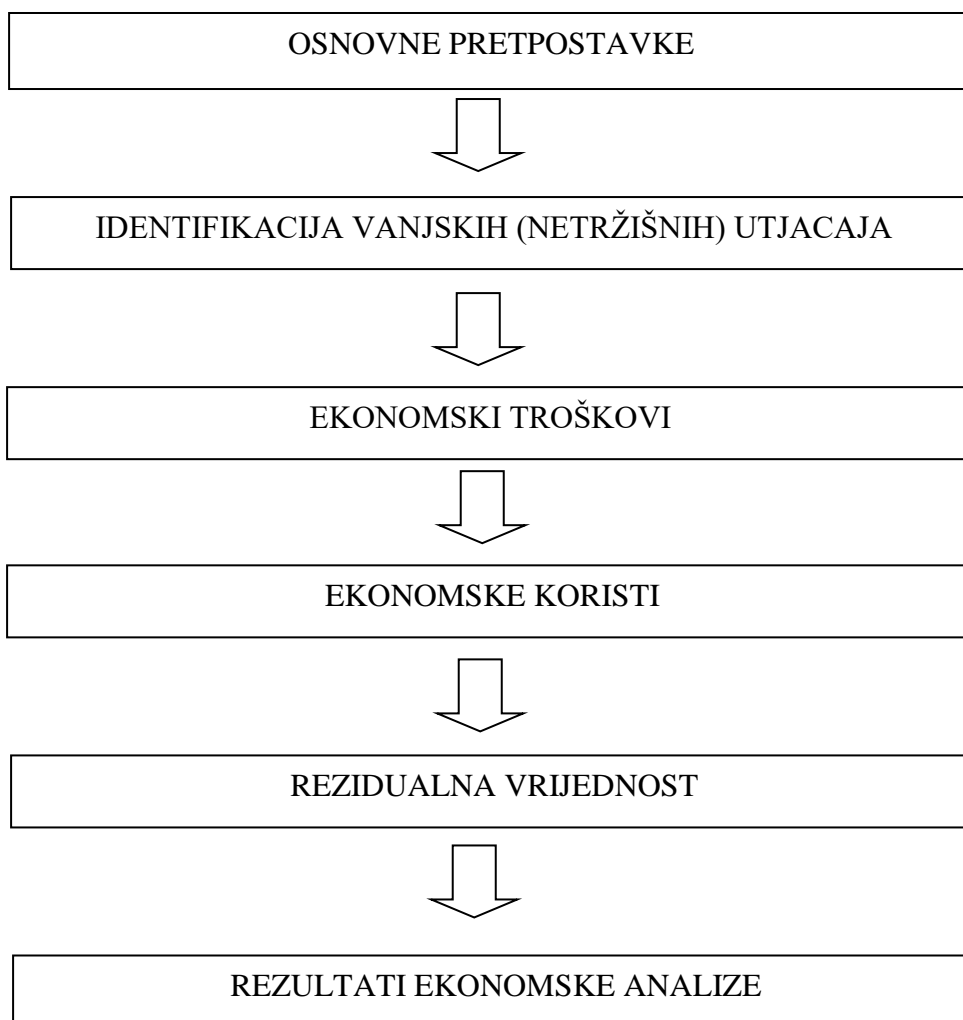 OSNOVNE PRETPOSTAVKE
IDENTIFIKACIJA VANJSKIH (NETRŽIŠNIH) UTJACAJA
EKONOMSKI TROŠKOVI
EKONOMSKE KORISTI
REZIDUALNA VRIJEDNOST
REZULTATI EKONOMSKE ANALIZE